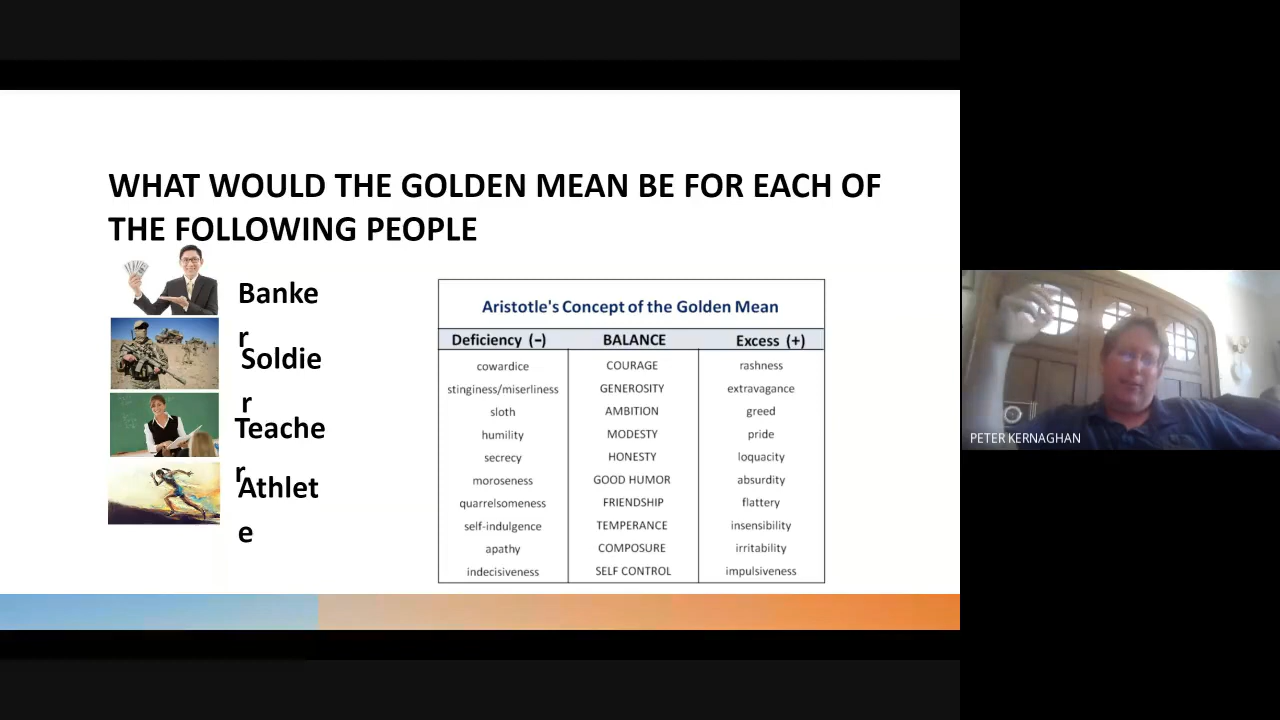 WHAT WOULD THE GOLDEN MEAN BE FOR EACH OF
THE FOLLOWING PEOPLE
Banke
r
Soldie
r
Teache
r
Athlet
e
Aristotle's Concept of the Golden Mean
Deficiency (-) BALANCE Excess (+)
cowardice COURAGE rashness
stinginess/miserliness GENEROSITY extravagance
sloth AMBITION greed
humility MODESTY pride
secrecy HONESTY loquacity
moroseness GOOD HUMOR absurdity
quarrelsomeness FRIENDSHIP flattery
self-indulgence TEMPERANCE insensibility
apathy COMPOSURE irritability
indecisiveness SELF CONTROL impulsiveness
PETER KERNAGHAN